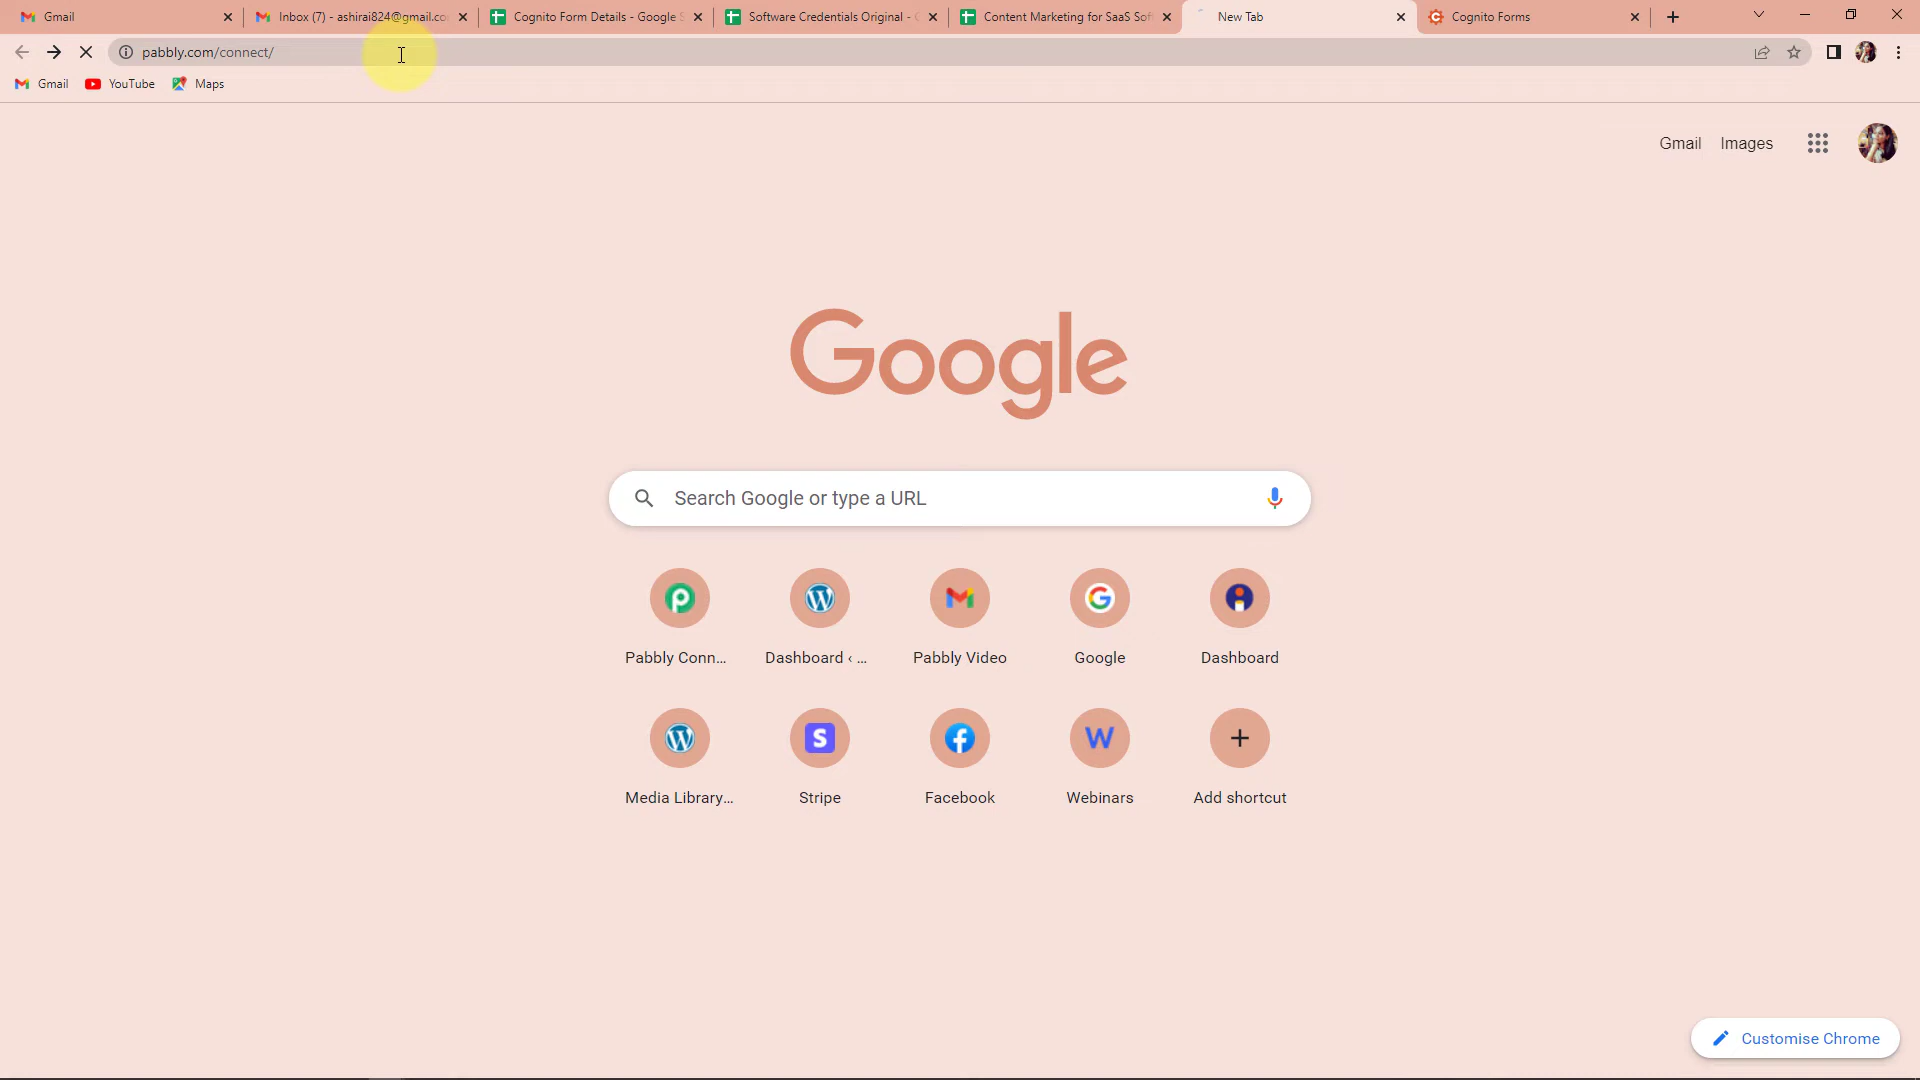 Gmail
Inbox (7) - ashirai824@gmail.co
Cognito Form Details - Google S
Software Credentials Original - G
Content Marketing for SaaS Soft
New Tab
Cognito Forms
pabbly.com/connect/
Gmail
YouTube
Maps
Gmail
Images
Google
Search Google or type a URL
Pabbly Conn...
Dashboard ‹ ...
Pabbly Video
Google
Dashboard
Media Library...
Stripe
Facebook
Webinars
Add shortcut
Customise Chrome